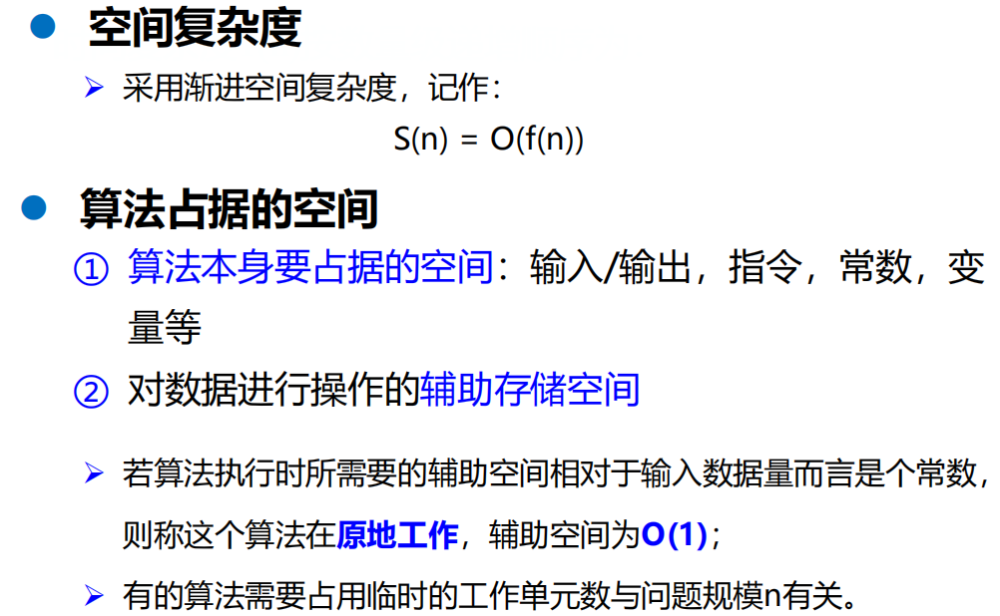 ● 空间复杂度
➢ 采用渐进空间复杂度，记作：
S(n) = O(f(n))
● 算法占据的空间
① 算法本身要占据的空间：输入/输出，指令，常数，变
量等
② 对数据进行操作的辅助存储空间
➢ 若算法执行时所需要的辅助空间相对于输入数据量而言是个常数，
则称这个算法在原地工作，辅助空间为O(1)；
➢ 有的算法需要占用临时的工作单元数与问题规模n有关。